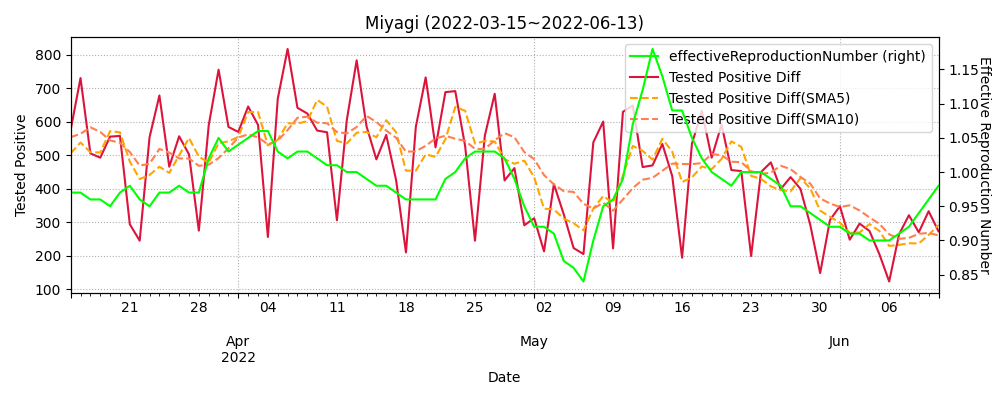 Miyagi (2022-03-15~2022-06-13)
effectiveReproductionNumber (right)
Tested Positive Diff
Tested Positive Diff(SMA5)
Tested Positive Diff(SMA10)
Tested Positive
800
700
600
500
400
300
200
100
1.15
1.10
1.05
1.00
0.95
0.90
0.85
Effective Reproduction Number
21 28 04 11 18 25 02 09 16 23 30 06
Apr May Jun
2022
Date